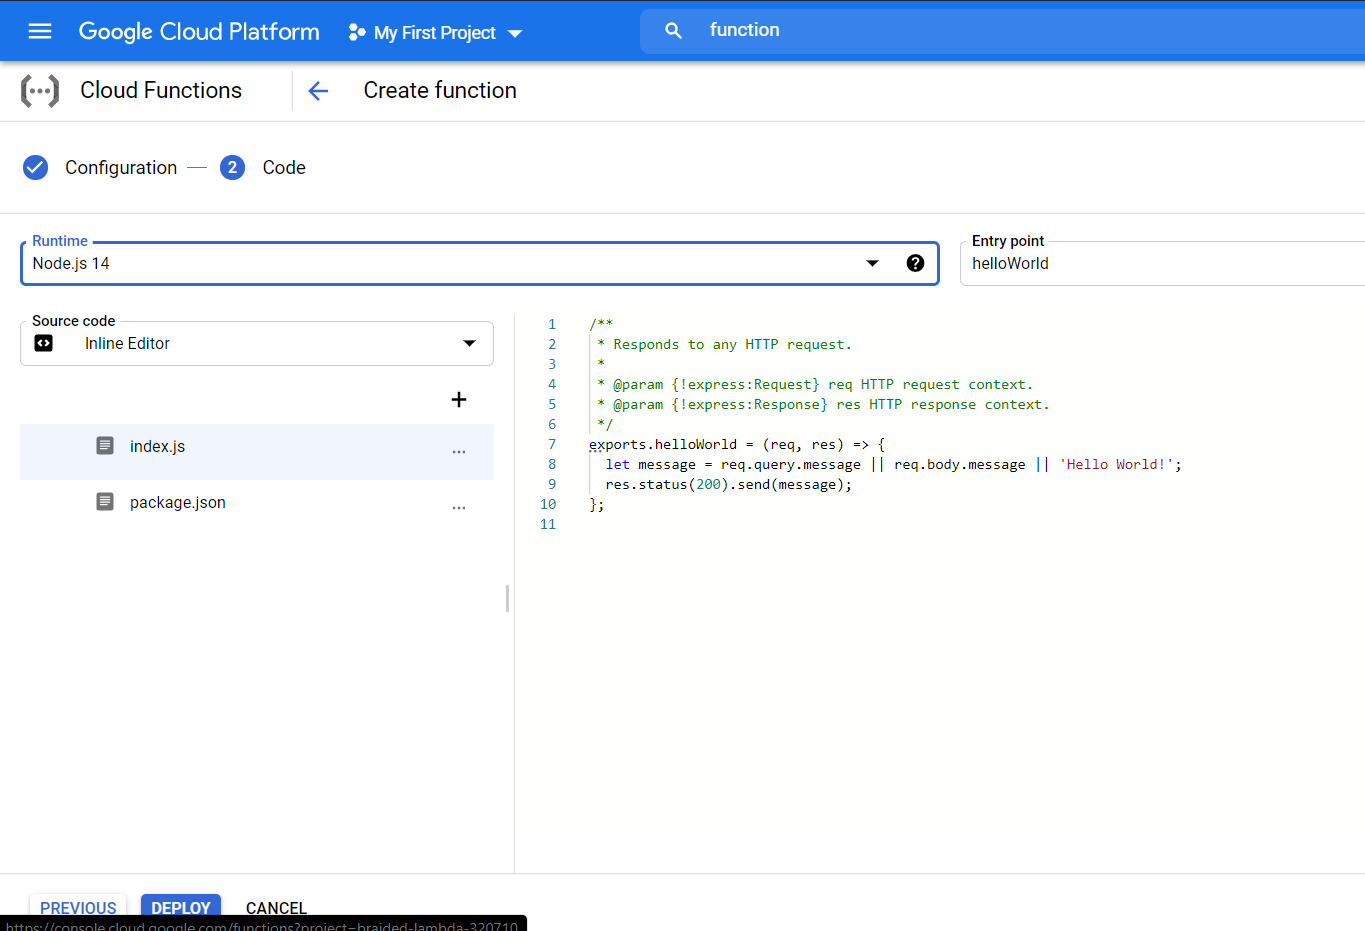 Google Cloud Platform My First Project function
Cloud Functions Create function
Configuration 2 Code
Runtime
Node.js 14
Entry point
helloWorld
Source code
Inline Editor
index.js ...
package.json ...
1 /**
2 * Responds to any HTTP request.
3 *
4 * @param {!express:Request} req HTTP request context.
5 * @param {!express:Response} res HTTP response context.
6 */
7 exports.helloWorld = (req, res) => {
8 let message = req.query.message || req.body.message || 'Hello World!';
9 res.status(200).send(message);
10 };
11
PREVIOUS DEPLOY CANCEL
https://console.cloud.google.com/functions?project=braided-lambda-320710